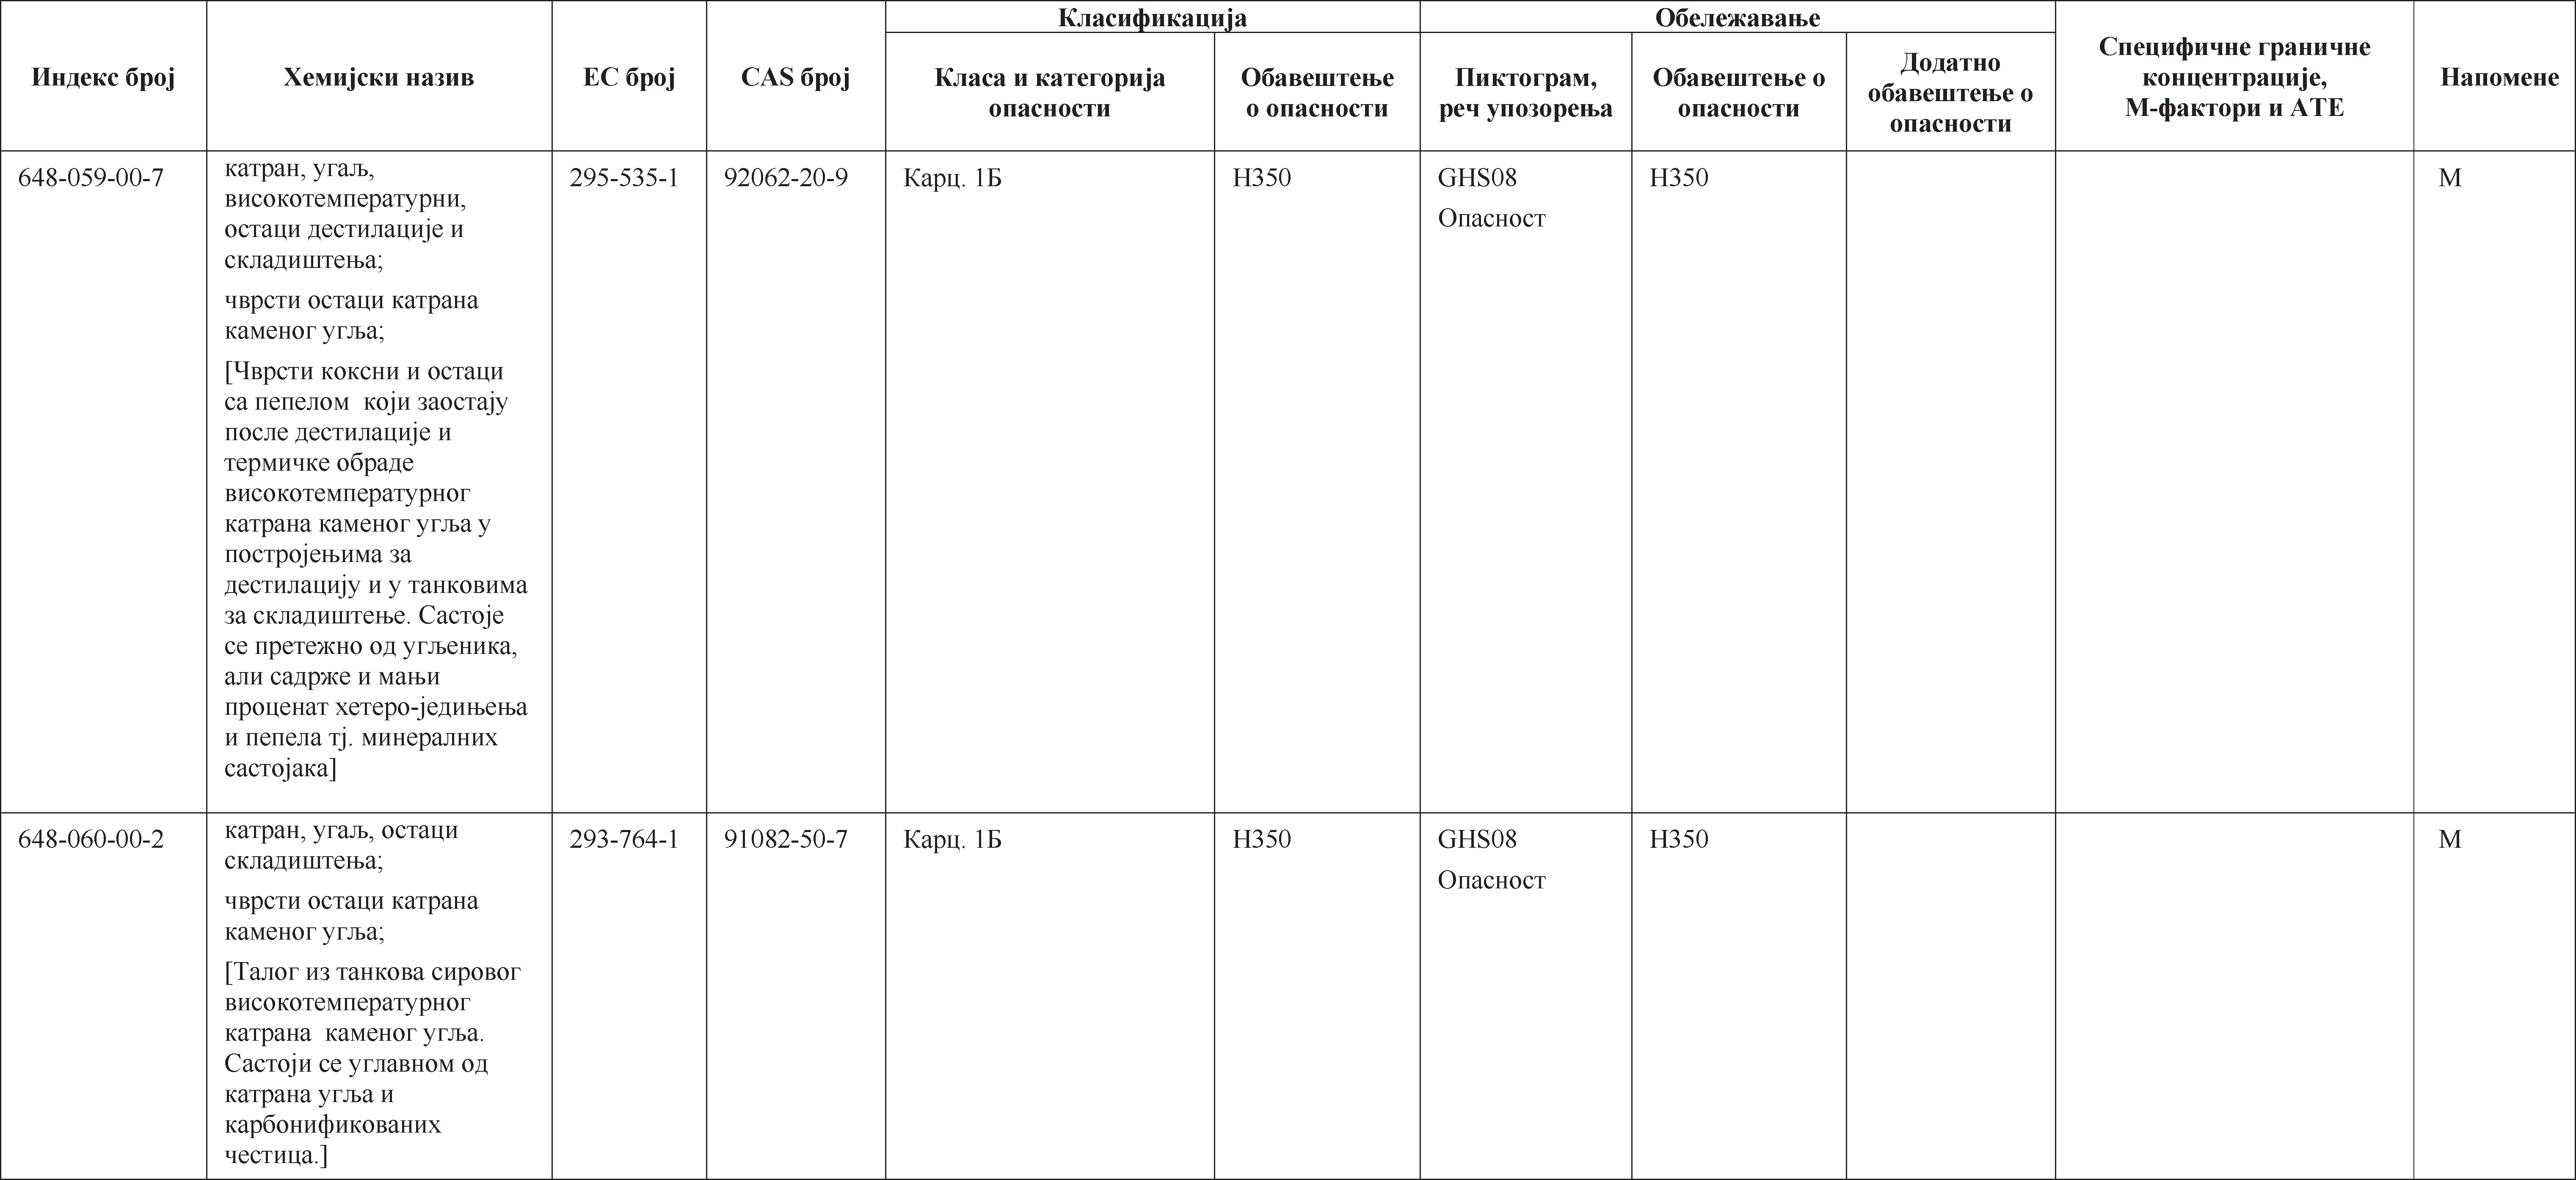 Класификација
Обележавање
Индекс број
Хемијски назив
ЕС број
CAS број
Класа и категорија
опасности
Обавештење
о опасности
Пиктограм,
реч упозорења
Обавештење о
опасности
Додатно
обавештење о
опасности
Специфичне граничне
концентрације,
М-фактори и АТЕ
Напомене
648-059-00-7
катран, угаљ,
високотемпературни,
остаци дестилације и
складиштења;
чврсти остаци катрана
каменог угља;
[Чврсти коксни и остаци
са пепелом  који заостају
после дестилације и
термичке обраде
високотемпературног
катрана каменог угља у
постројењима за
дестилацију и у танковима
за складиштење. Састоје
се претежно од угљеника,
али садрже и мањи
проценат хетеро-једињења
и пепела тј. минералних
састојака]
295-535-1
92062-20-9
Карц. 1Б
H350
GHS08
Опасност
H350
M
648-060-00-2
катран, угаљ, остаци
складиштења;
чврсти остаци катрана
каменог угља;
[Талог из танкова сировог
високотемпературног
катрана  каменог угља.
Састоји се углавном од
катрана угља и
карбонификованих
честица.]
293-764-1
91082-50-7
Карц. 1Б
H350
GHS08
Опасност
H350
M